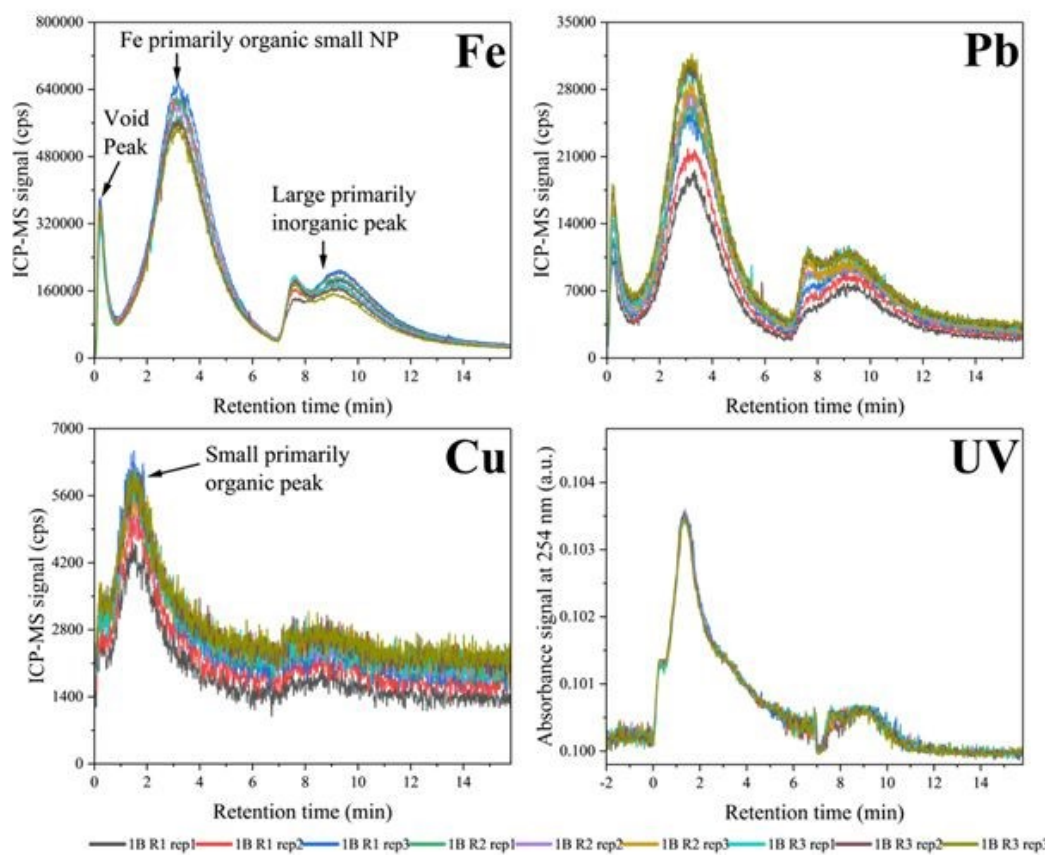 Fe
Fe primarily organic small NP
Void
Peak
Large primarily
inorganic peak
ICP-MS signal (cps)
800000
640000
480000
320000
160000
0
0 2 4 6 8 10 12 14
Retention time (min)
Pb
ICP-MS signal (cps)
35000
28000
21000
14000
7000
0
0 2 4 6 8 10 12 14
Retention time (min)
Cu
Small primarily
organic peak
ICP-MS signal (cps)
7000
5600
4200
2800
1400
0
0 2 4 6 8 10 12 14
Retention time (min)
UV
Absorbance signal at 254 nm (a.u.)
0.104
0.103
0.102
0.101
0.100
-2 0 2 4 6 8 10 12 14
Retention time (min)
1B R1 rep1 1B R1 rep2 1B R1 rep3 1B R2 rep1 1B R2 rep2 1B R2 rep3 1B R3 rep1 1B R3 rep2 1B R3 rep3